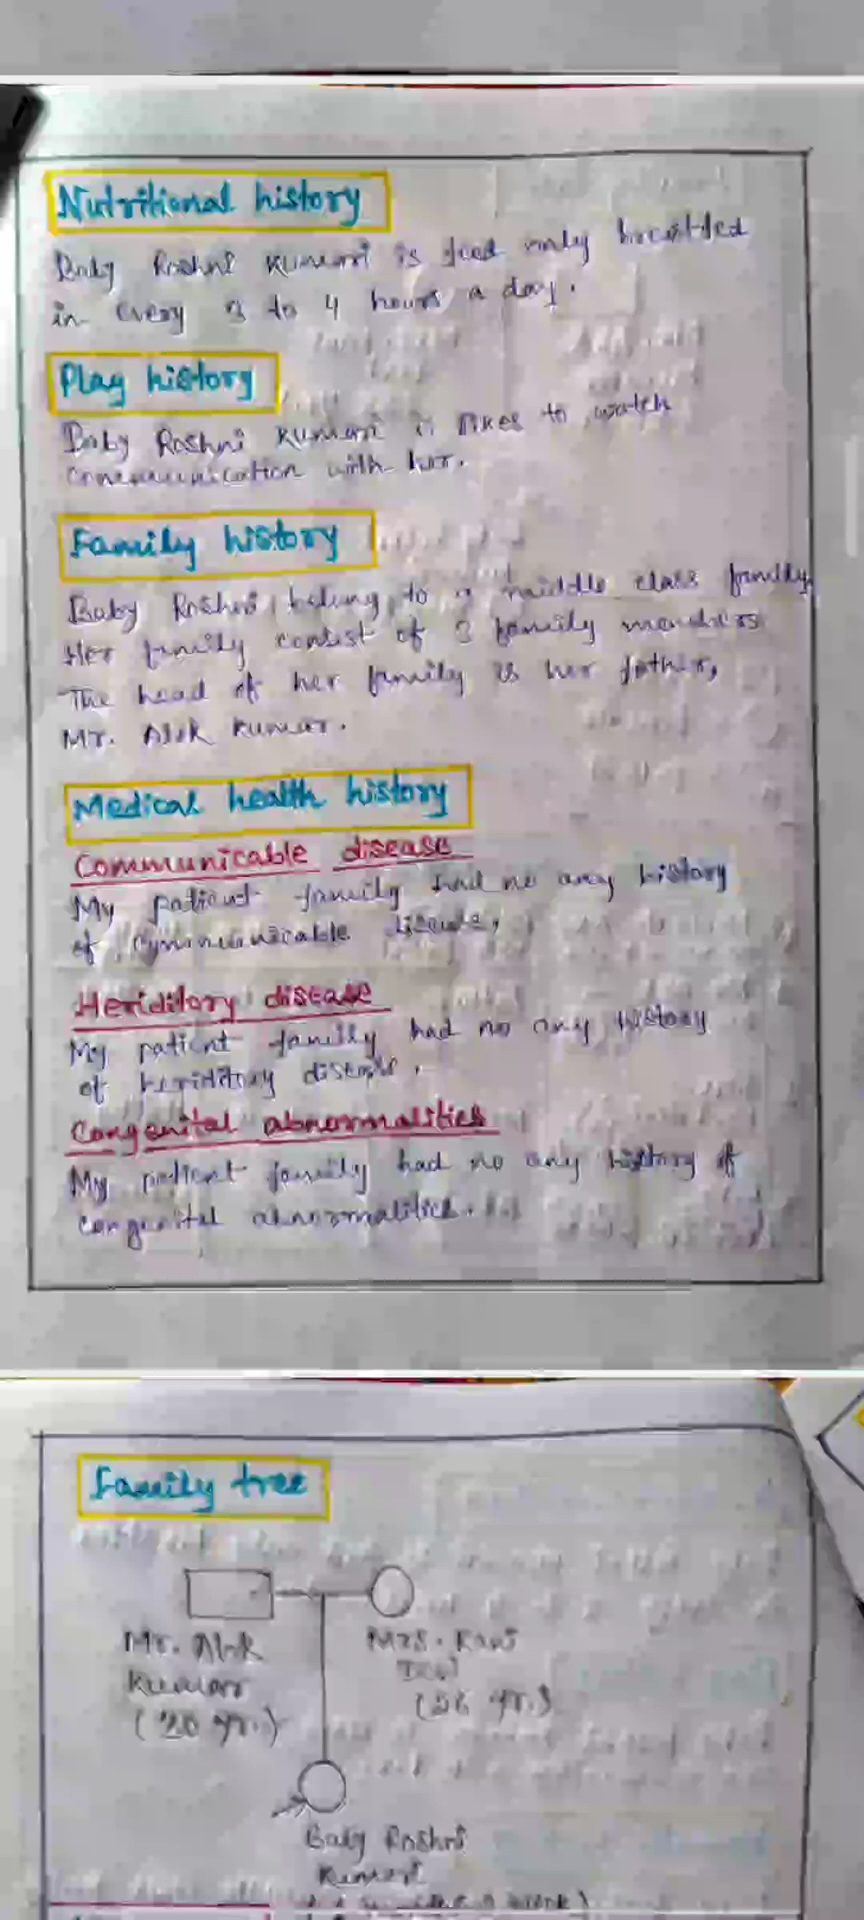 Nutritional history
Baby Roshni Kumari is feed only breastfed
in every 3 to 4 hours a day.
Play history
Baby Roshni Kumari is likes to watch
communication with her.
Family history
Baby Roshni belong to a middle class family
Her family consist of 3 family members
The head of her family is her father,
Mr. Alok Kumar.
Medical health history
Communicable disease
My patient family had no any history
of communicable disease,
Heriditory disease
My patient family had no any history
of heriditory disease.
Congenital abnormalities
My patient family had no any history of
congenital abnormalities.
Family tree
Mr. Alok
Kumar
yr.)
Mrs.
(26 yr.)
Baby Roshni
Kumari